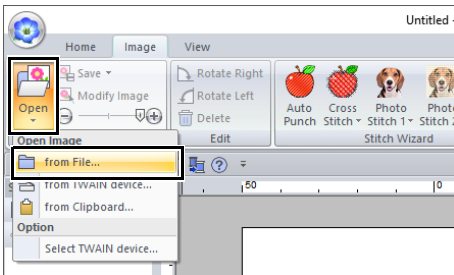 Untitled -
Home Image View
Open
Save
Modify Image
Rotate Right
Rotate Left
Delete
Edit
Auto Punch
Cross Stitch
Photo Stitch 1
Photo Stitch 2
Stitch Wizard
Open Image
from File...
from TWAIN device...
from Clipboard...
Option
Select TWAIN device...
50
0